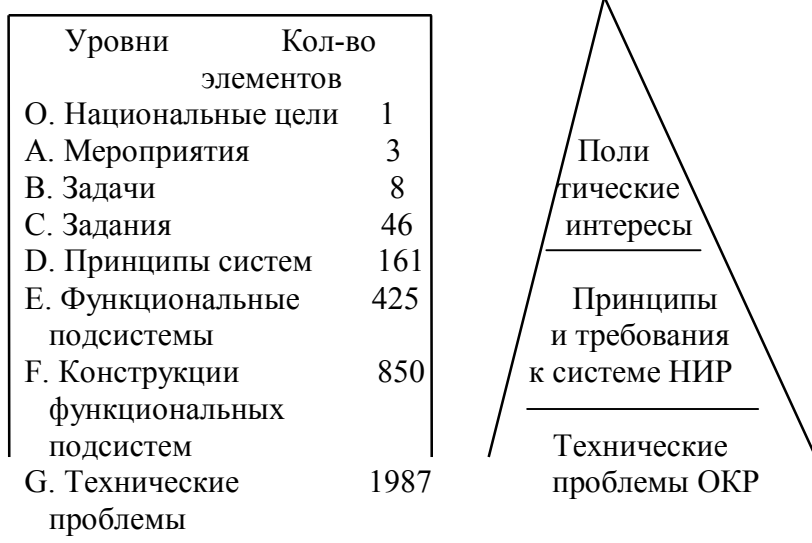 Уровни Кол-во
элементов
О. Национальные цели 1
А. Мероприятия 3
В. Задачи 8
С. Задания 46
D. Принципы систем 161
Е. Функциональные 425
подсистемы
F. Конструкции 850
функциональных
подсистем
G. Технические 1987
проблемы
Поли
тические
интересы
Принципы
и требования
к системе НИР
Технические
проблемы ОКР